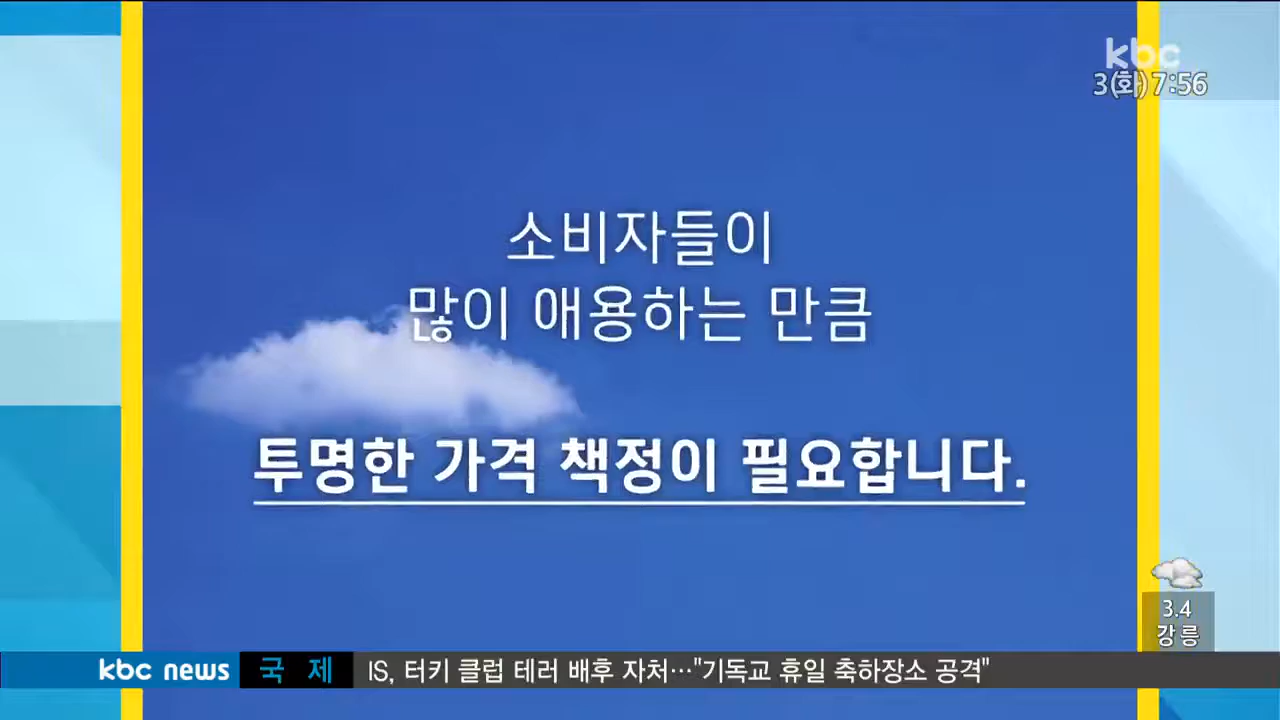 kbc
3(화) 7:56
소비자들이
많이 애용하는 만큼
투명한 가격 책정이 필요합니다.
3.4
강릉
kbc news 국 제 IS, 터키 클럽 테러 배후 자처…"기독교 휴일 축하장소 공격"